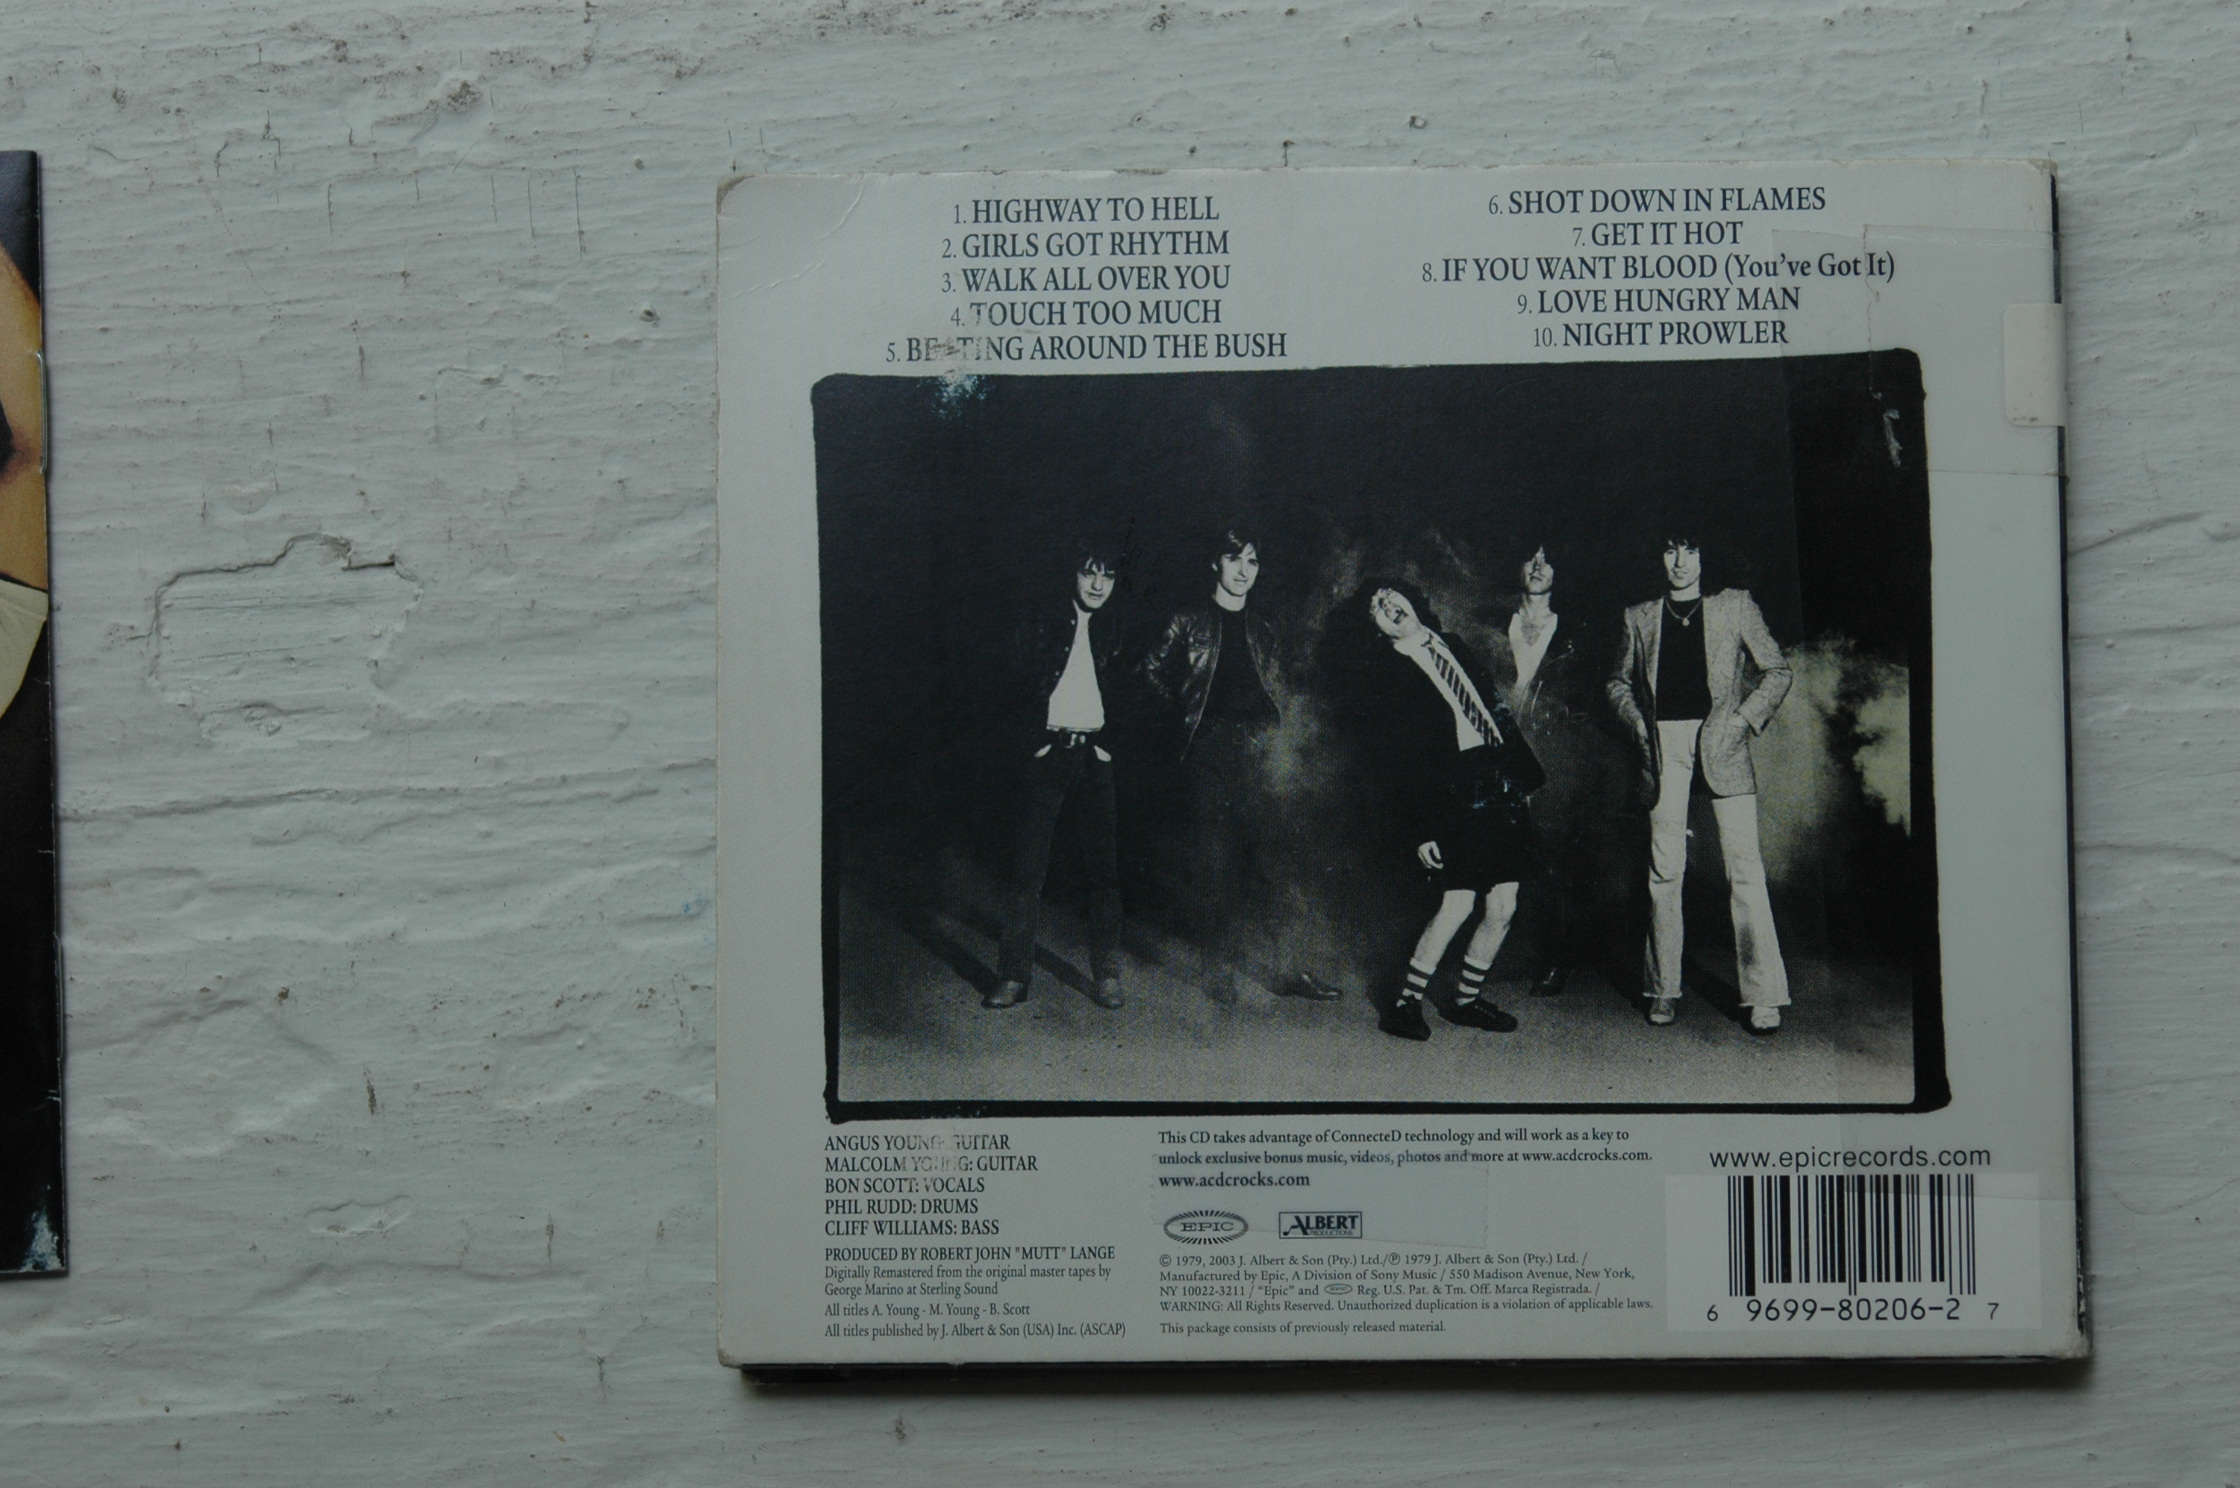 1. HIGHWAY TO HELL
2. GIRLS GOT RHYTHM
3. WALK ALL OVER YOU
4. TOUCH TOO MUCH
5. BEATING AROUND THE BUSH
6. SHOT DOWN IN FLAMES
7. GET IT HOT
8. IF YOU WANT BLOOD (You've Got It)
9. LOVE HUNGRY MAN
10. NIGHT PROWLER
ANGUS YOUNG: GUITAR
MALCOLM YOUNG: GUITAR
BON SCOTT: VOCALS
PHIL RUDD: DRUMS
CLIFF WILLIAMS: BASS
PRODUCED BY ROBERT JOHN "MUTT" LANGE
Digitally Remastered from the original master tapes by
George Marino at Sterling Sound
All titles A. Young - M. Young - B. Scott
All titles published by J. Albert & Son (USA) Inc. (ASCAP)
This CD takes advantage of ConnecteD technology and will work as a key to
unlock exclusive bonus music, videos, photos and more at www.acdcrocks.com.
www.acdcrocks.com
EPIC
ALBERT
PRODUCTIONS
© 1979, 2003 J. Albert & Son (Pty.) Ltd./℗ 1979 J. Albert & Son (Pty.) Ltd. /
Manufactured by Epic, A Division of Sony Music / 550 Madison Avenue, New York,
NY 10022-3211 / "Epic" and EPIC Reg. U.S. Pat. & Tm. Off. Marca Registrada. /
WARNING: All Rights Reserved. Unauthorized duplication is a violation of applicable laws.
This package consists of previously released material.
www.epicrecords.com
6 9699-80206-2 7